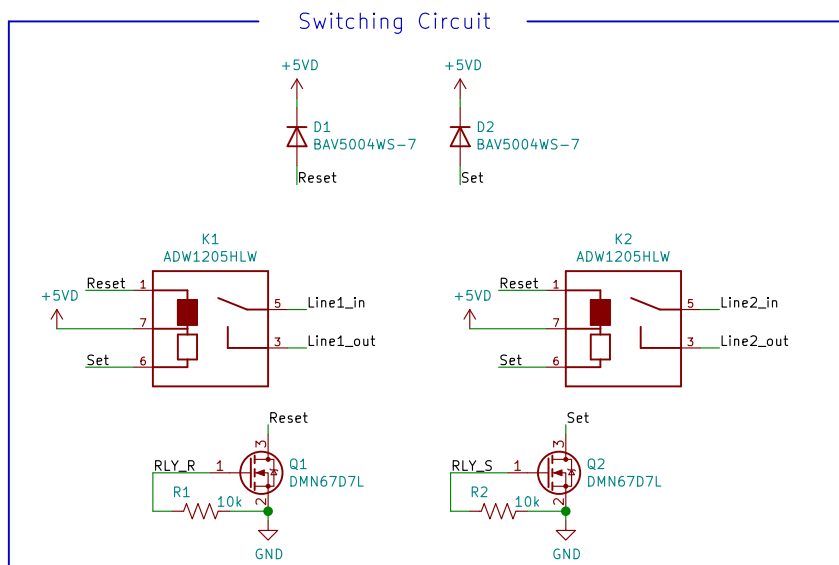 Switching Circuit
+5VD
+5VD
D1
BAV5004WS-7
D2
BAV5004WS-7
Reset
Set
K1
ADW1205HLW
K2
ADW1205HLW
Reset
1
+5VD
7
Set
6
5
Line1_in
3
Line1_out
Reset
1
+5VD
7
Set
6
5
Line2_in
3
Line2_out
Reset
3
RLY_R
1
Q1
DMN67D7L
2
R1
10k
GND
Set
3
RLY_S
1
Q2
DMN67D7L
2
R2
10k
GND